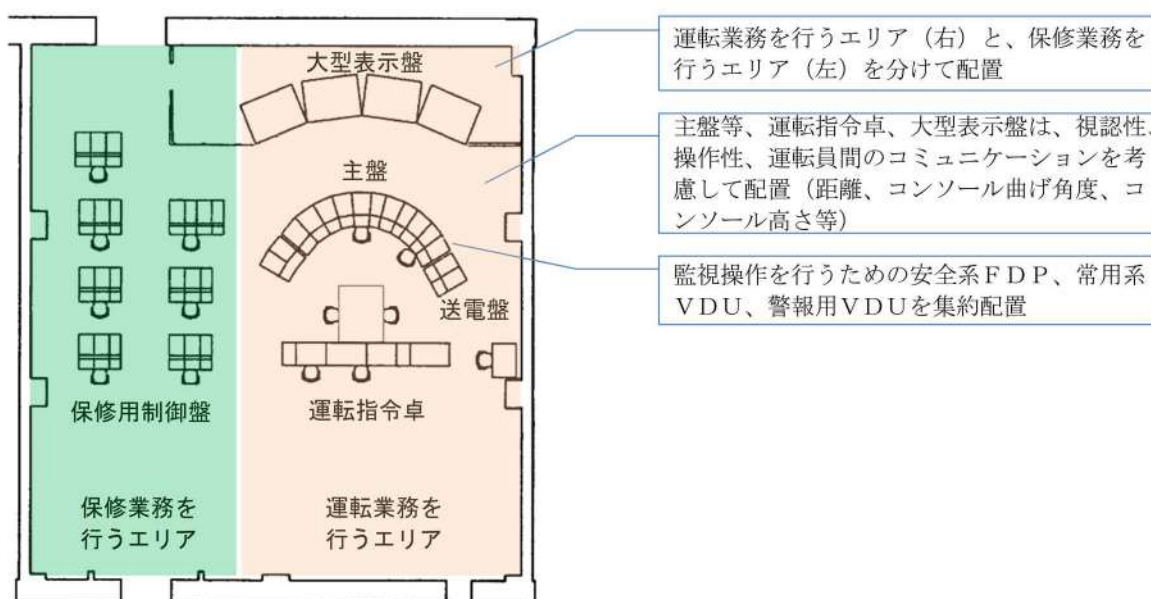 大型表示盤
主盤
送電盤
保修用制御盤
運転指令卓
保修業務を
行うエリア
運転業務を
行うエリア
運転業務を行うエリア（右）と、保修業務を
行うエリア（左）を分けて配置
主盤等、運転指令卓、大型表示盤は、視認性、
操作性、運転員間のコミュニケーションを考
慮して配置（距離、コンソール曲げ角度、コ
ンソール高さ等）
監視操作を行うための安全系ＦＤＰ、常用系
ＶＤＵ、警報用ＶＤＵを集約配置